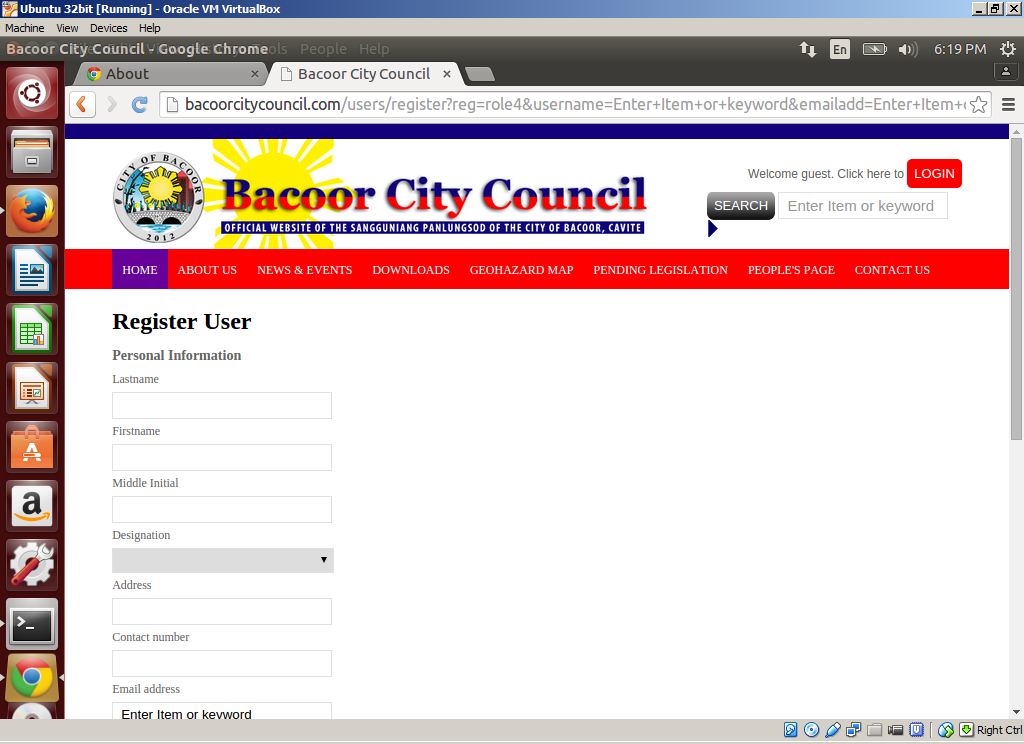 Ubuntu 32bit [Running] - Oracle VM VirtualBox
Machine View Devices Help
Bacoor City Council - Google Chrome People Help
En 6:19 PM
About
Bacoor City Council
bacoorcitycouncil.com/users/register?reg=role4&username=Enter+Item+or+keyword&emailadd=Enter+Item+
CITY OF BACOOR
2012
Bacoor City Council
OFFICIAL WEBSITE OF THE SANGGUNIANG PANLUNGSOD OF THE CITY OF BACOOR, CAVITE
Welcome guest. Click here to LOGIN
SEARCH Enter Item or keyword
HOME ABOUT US NEWS & EVENTS DOWNLOADS GEOHAZARD MAP PENDING LEGISLATION PEOPLE'S PAGE CONTACT US
Register User
Personal Information
Lastname
Firstname
Middle Initial
Designation
Address
Contact number
Email address
Enter Item or keyword
Right Ctrl